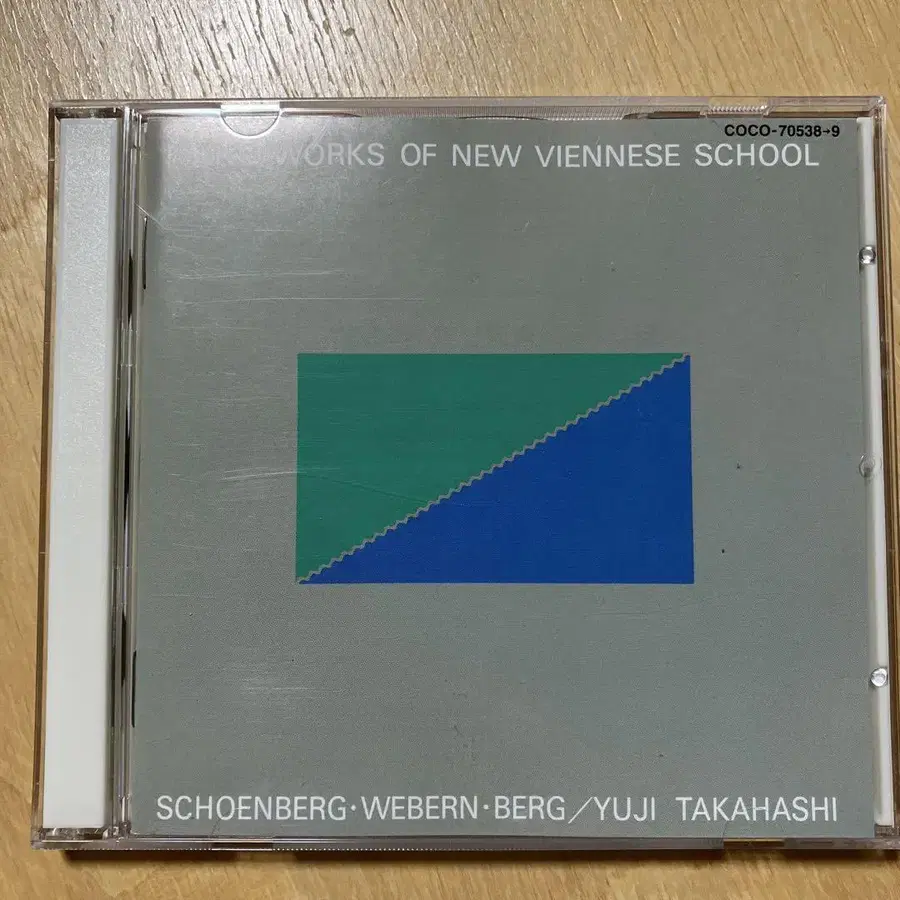 COCO-70538→9
WORKS OF NEW VIENNESE SCHOOL
SCHOENBERG·WEBERN·BERG/YUJI TAKAHASHI